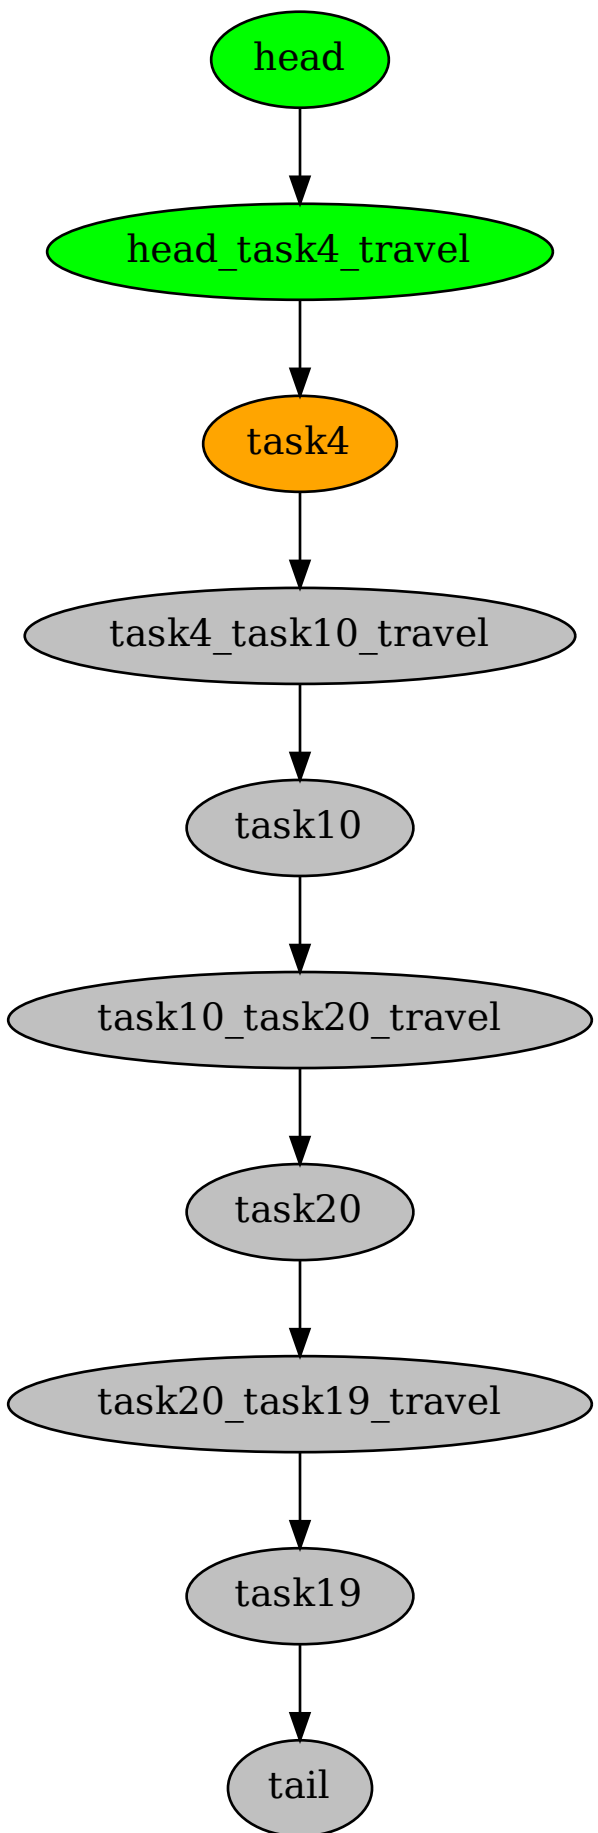 head
head_task4_travel
task4
task4_task10_travel
task10
task10_task20_travel
task20
task20_task19_travel
task19
tail